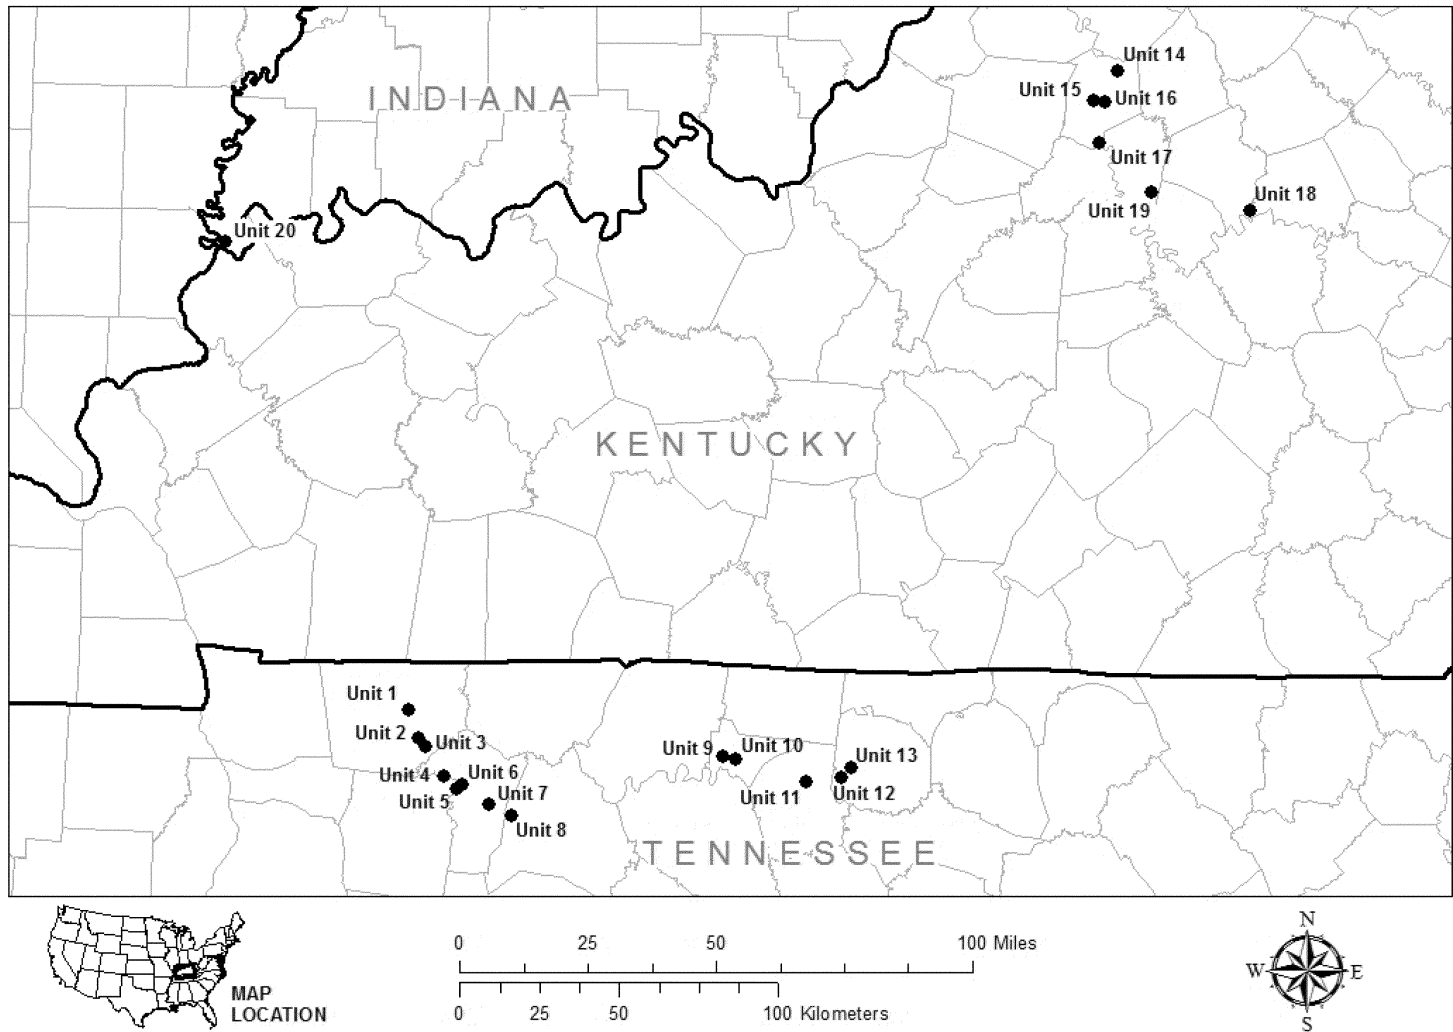 Unit 14
INDIANA
Unit 15
Unit 16
Unit 17
Unit 18
Unit 19
Unit 20
KENTUCKY
Unit 1
Unit 2
Unit 3
Unit 9
Unit 10
Unit 13
Unit 4
Unit 6
Unit 5
Unit 7
Unit 11
Unit 12
Unit 8
TENNESSEE
MAP
LOCATION
0 25 50 100 Miles
0 25 50 100 Kilometers
N
W E
S